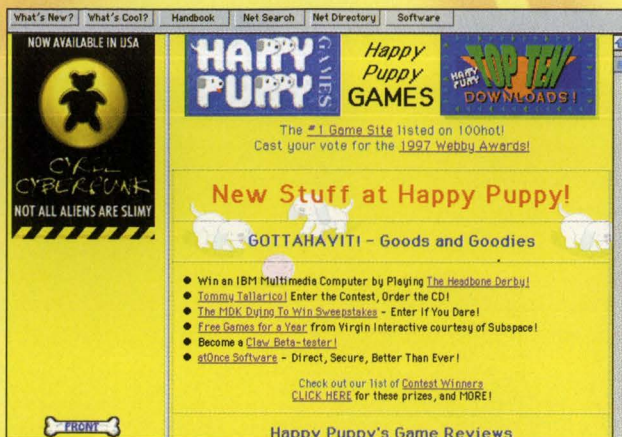 What's New?
What's Cool?
Handbook
Net Search
Net Directory
Software
NOW AVAILABLE IN USA
CYBERPUNK
NOT ALL ALIENS ARE SLIMY
FRONT
HAPPY
PUPPY
GAMES
Happy
Puppy
GAMES
HAPPY
PUPPY
TOP TEN
DOWNLOADS!
The #1 Game Site listed on 100hot!
Cast your vote for the 1997 Webby Awards!
New Stuff at Happy Puppy!
GOTTAHAVIT! - Goods and Goodies
● Win an IBM Multimedia Computer by Playing The Headbone Derby!
● Tommy Tallarico! Enter the Contest, Order the CD!
● The MDK Dying To Win Sweepstakes - Enter If You Dare!
● Free Games for a Year from Virgin Interactive courtesy of Subspace!
● Become a Claw Beta-tester!
● atOnce Software - Direct, Secure, Better Than Ever!
Check out our list of Contest Winners
CLICK HERE for these prizes, and MORE!
Happy Puppy's Game Reviews